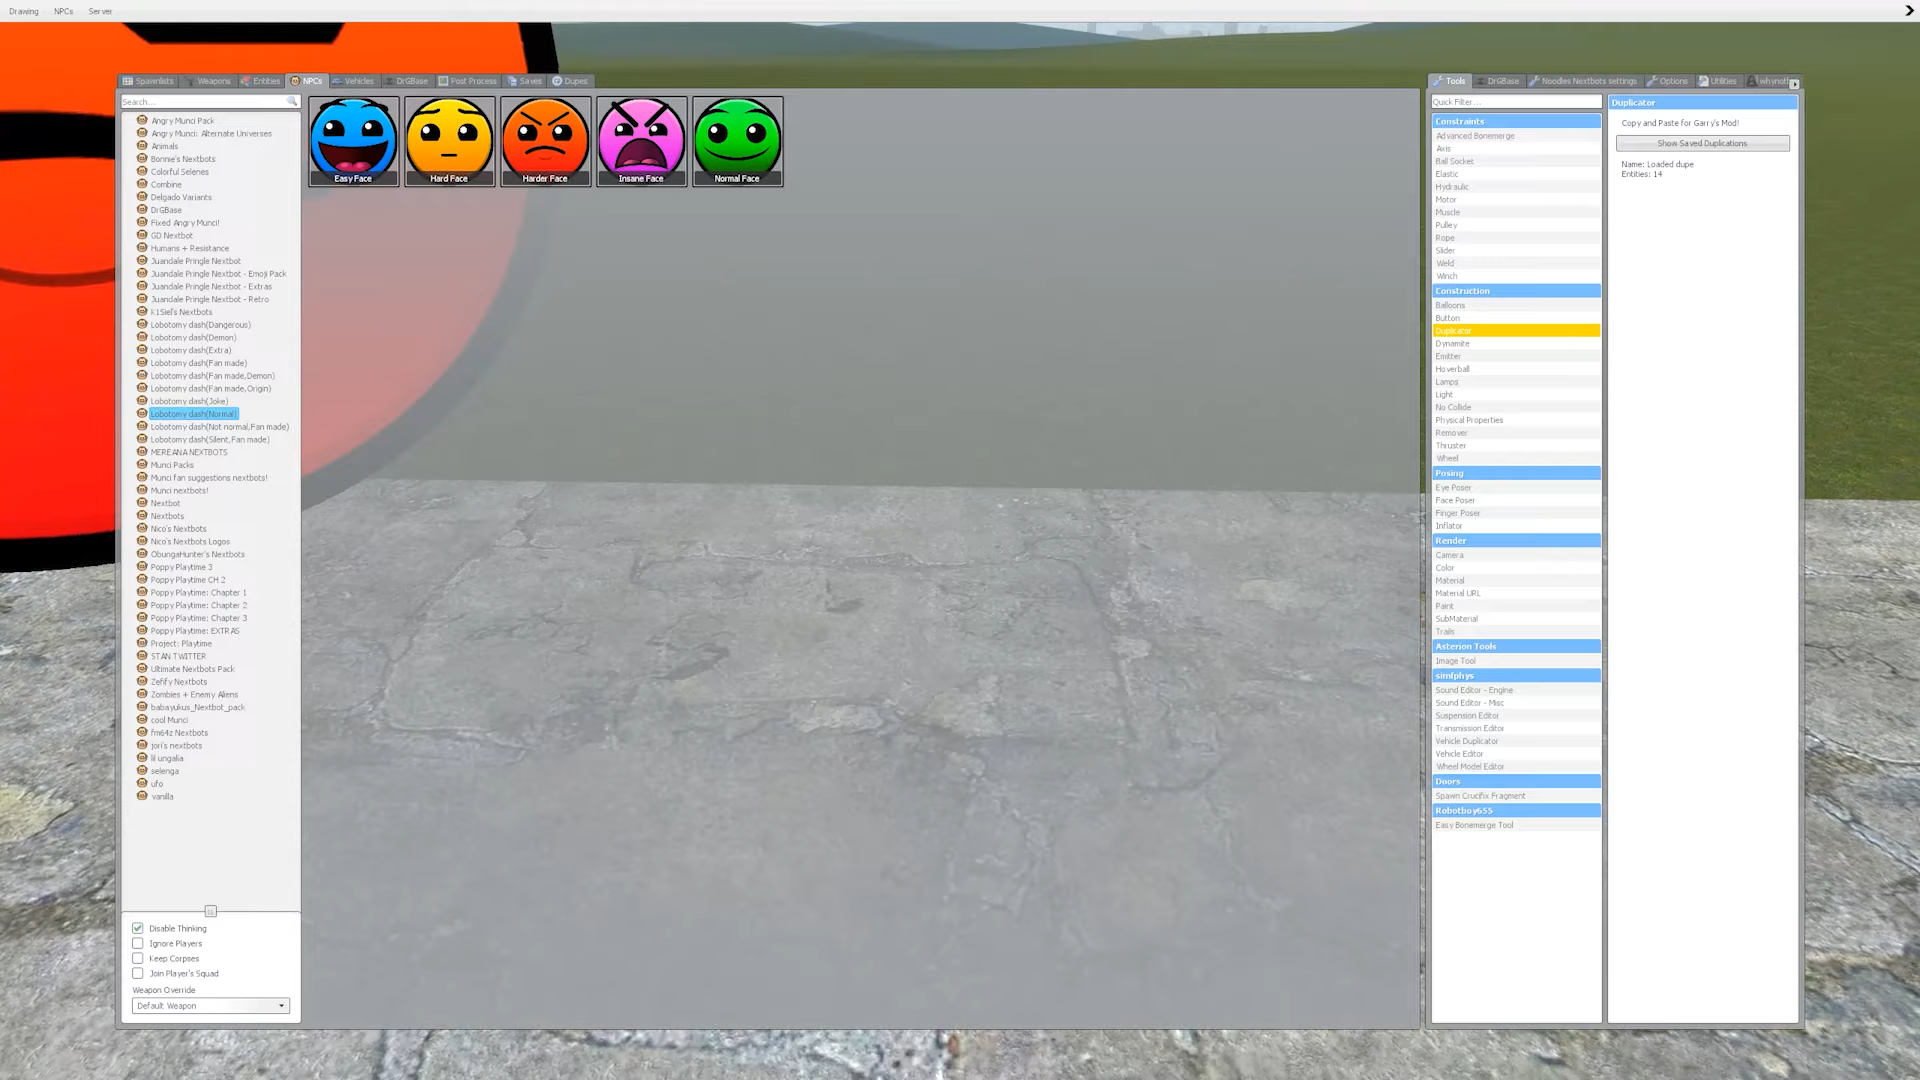 Drawing NPCs Server
Spawnlists Weapons Entities NPCs Vehicles DrGBase Post Process Saves Dupes
Search...
Angry Munci Pack
Angry Munci: Alternate Universes
Animals
Bonnie's Nextbots
Colorful Selenes
Combine
Delgado Variants
DrGBase
Fixed Angry Munci!
GD Nextbot
Humans + Resistance
Juandale Pringle Nextbot
Juandale Pringle Nextbot - Emoji Pack
Juandale Pringle Nextbot - Extras
Juandale Pringle Nextbot - Retro
K1Siel's Nextbots
Lobotomy dash(Dangerous)
Lobotomy dash(Demon)
Lobotomy dash(Extra)
Lobotomy dash(Fan made)
Lobotomy dash(Fan made,Demon)
Lobotomy dash(Fan made,Origin)
Lobotomy dash(Joke)
Lobotomy dash(Normal)
Lobotomy dash(Not normal,Fan made)
Lobotomy dash(Silent,Fan made)
MEREANA NEXTBOTS
Munci Packs
Munci fan suggestions nextbots!
Munci nextbots!
Nextbot
Nextbots
Nico's Nextbots
Nico's Nextbots Logos
ObungaHunter's Nextbots
Poppy Playtime 3
Poppy Playtime CH 2
Poppy Playtime: Chapter 1
Poppy Playtime: Chapter 2
Poppy Playtime: Chapter 3
Poppy Playtime: EXTRAS
Project: Playtime
STAN TWITTER
Ultimate Nextbots Pack
Zefify Nextbots
Zombies + Enemy Aliens
babayukus_Nextbot_pack
cool Munci
fm64z Nextbots
jori's nextbots
lil ungalia
selenga
ufo
vanilla
Disable Thinking
Ignore Players
Keep Corpses
Join Player's Squad
Weapon Override
Default Weapon
Easy Face Hard Face Harder Face Insane Face Normal Face
Tools DrGBase Noodles Nextbots settings Options Utilities whynoth
Quick Filter...
Constraints
Advanced Bonemerge
Axis
Ball Socket
Elastic
Hydraulic
Motor
Muscle
Pulley
Rope
Slider
Weld
Winch
Construction
Balloons
Button
Duplicator
Dynamite
Emitter
Hoverball
Lamps
Light
No Collide
Physical Properties
Remover
Thruster
Wheel
Posing
Eye Poser
Face Poser
Finger Poser
Inflator
Render
Camera
Color
Material
Material URL
Paint
SubMaterial
Trails
Asterion Tools
Image Tool
simfphys
Sound Editor - Engine
Sound Editor - Misc
Suspension Editor
Transmission Editor
Vehicle Duplicator
Vehicle Editor
Wheel Model Editor
Doors
Spawn Crucifix Fragment
Robotboy655
Easy Bonemerge Tool
Duplicator
Copy and Paste for Garry's Mod!
Show Saved Duplications
Name: Loaded dupe
Entities: 14